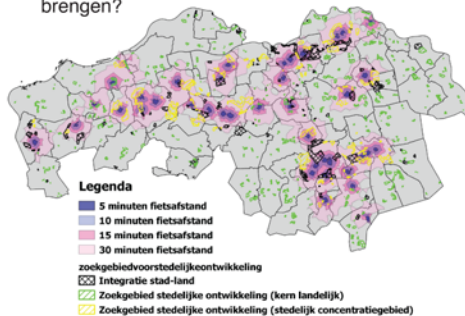 brengen?
Legenda
5 minuten fietsafstand
10 minuten fietsafstand
15 minuten fietsafstand
30 minuten fietsafstand
zoekgebiedvoorstedelijkeontwikkeling
Integratie stad-land
Zoekgebied stedelijke ontwikkeling (kern landelijk)
Zoekgebied stedelijke ontwikkeling (stedelijk concentratiegebied)